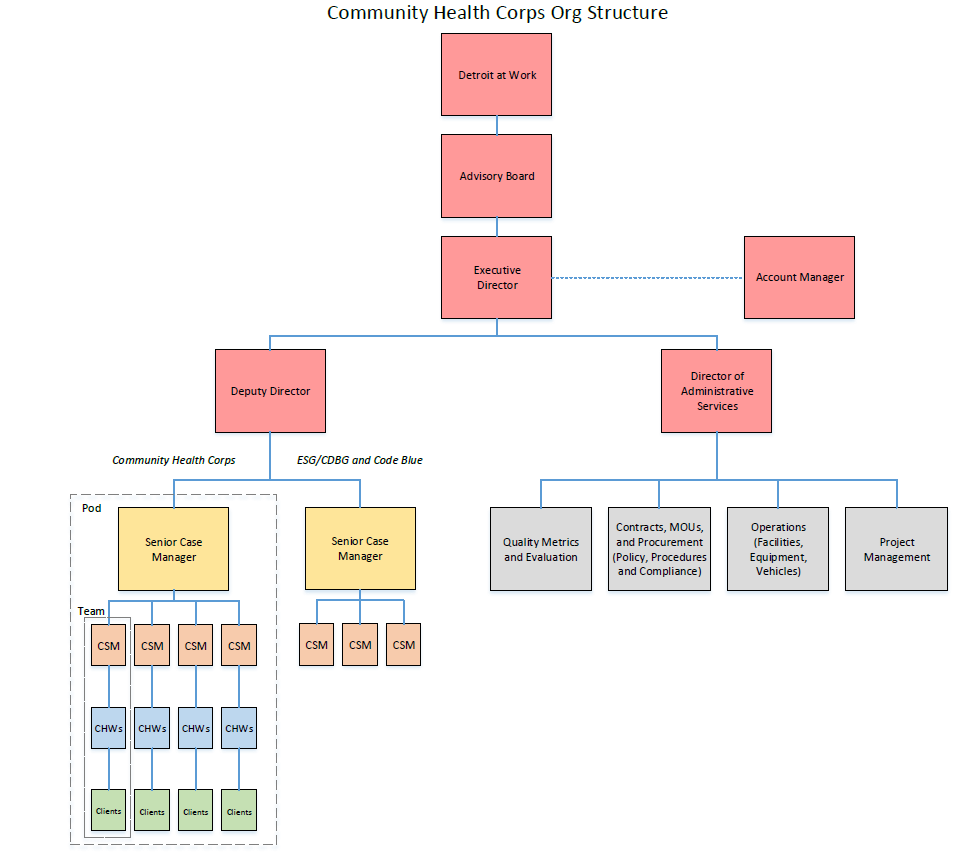 Community Health Corps Org Structure
Detroit at Work
Advisory Board
Executive
Director
Account Manager
Deputy Director
Director of
Administrative
Services
Community Health Corps
ESG/CDBG and Code Blue
Pod
Senior Case
Manager
Senior Case
Manager
Quality Metrics
and Evaluation
Contracts, MOUs,
and Procurement
(Policy, Procedures
and Compliance)
Operations
(Facilities,
Equipment,
Vehicles)
Project
Management
Team
CSM CSM CSM CSM
CSM CSM CSM
CHWs CHWs CHWs CHWs
Clients Clients Clients Clients